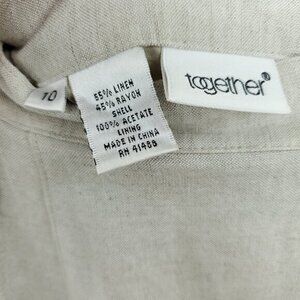 10
55% LINEN
45% RAYON
SHELL
100% ACETATE
LINING
MADE IN CHINA
RN 41488
together®